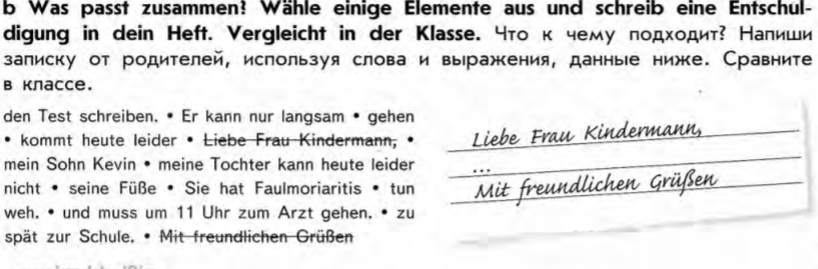 b Was passt zusammen? Wähle einige Elemente aus und schreib eine Entschul-
digung in dein Heft. Vergleicht in der Klasse. Что к чему подходит? Напиши
записку от родителей, используя слова и выражения, данные ниже. Сравните
в классе.
den Test schreiben. • Er kann nur langsam • gehen
• kommt heute leider • Liebe Frau Kindermann, •
mein Sohn Kevin • meine Tochter kann heute leider
nicht • seine Füße • Sie hat Faulmoriaritis • tun
weh. • und muss um 11 Uhr zum Arzt gehen. • zu
spät zur Schule. • Mit freundlichen Grüßen
Liebe Frau Kindermann,
...
Mit freundlichen Grüßen